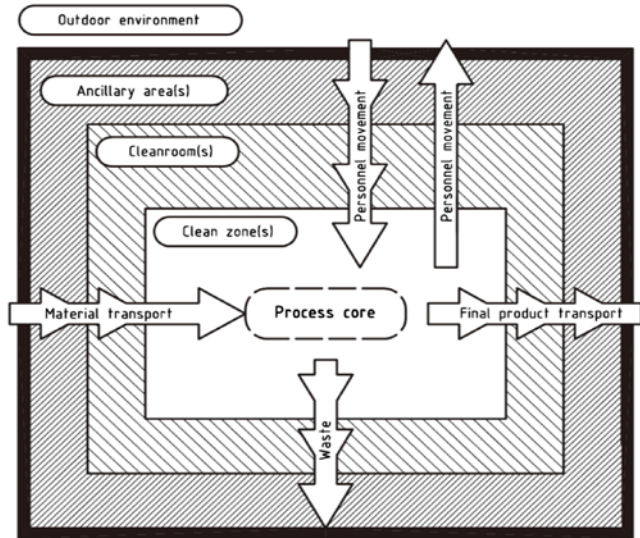 Outdoor environment
Ancillary area(s)
Cleanroom(s)
Clean zone(s)
Personnel movement
Personnel movement
Material transport
Process core
Final product transport
Waste